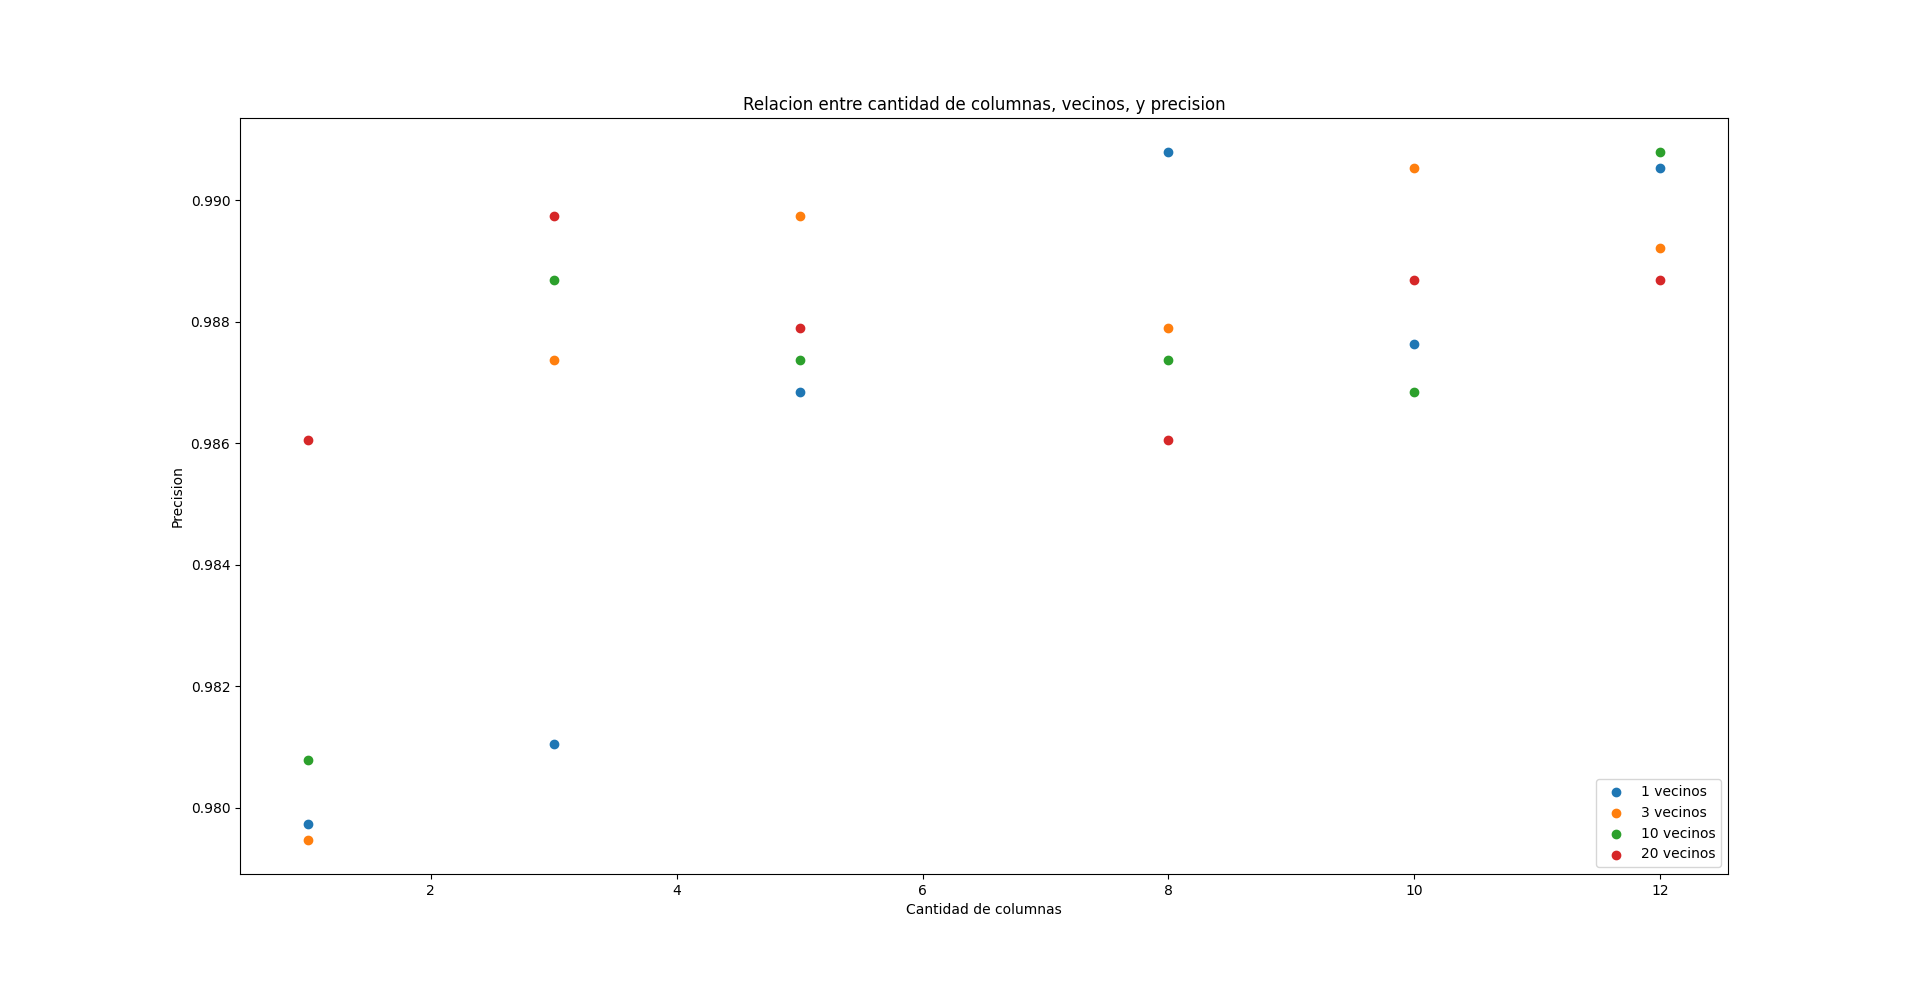 Relacion entre cantidad de columnas, vecinos, y precision
Precision
0.990
0.988
0.986
0.984
0.982
0.980
2 4 6 8 10 12
Cantidad de columnas
1 vecinos
3 vecinos
10 vecinos
20 vecinos